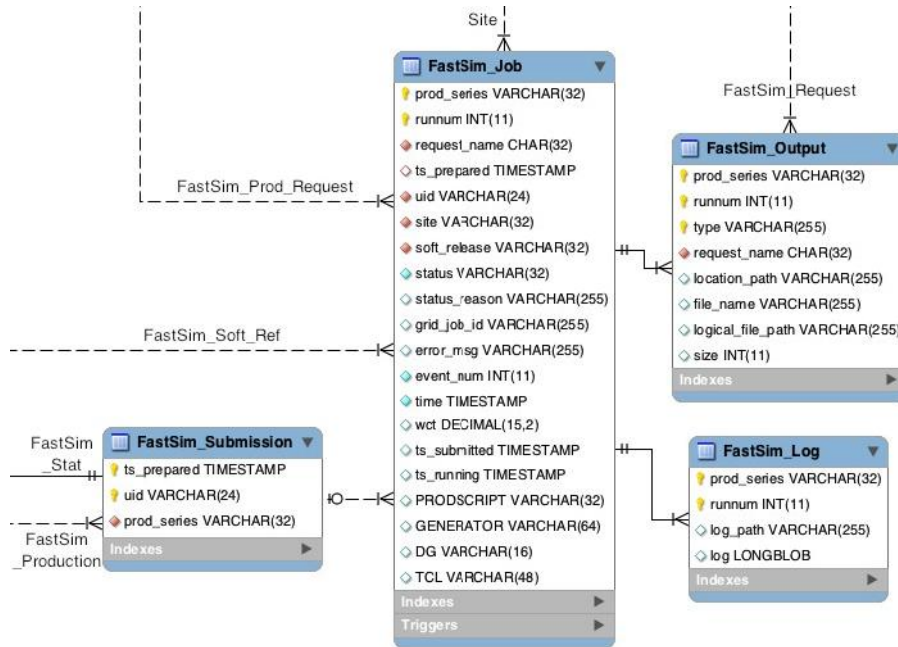 Site
FastSim_Job
prod_series VARCHAR(32)
runnum INT(11)
request_name CHAR(32)
ts_prepared TIMESTAMP
uid VARCHAR(24)
site VARCHAR(32)
soft_release VARCHAR(32)
status VARCHAR(32)
status_reason VARCHAR(255)
grid_job_id VARCHAR(255)
error_msg VARCHAR(255)
event_num INT(11)
time TIMESTAMP
wct DECIMAL(15,2)
ts_submitted TIMESTAMP
ts_running TIMESTAMP
PRODSCRIPT VARCHAR(32)
GENERATOR VARCHAR(64)
DG VARCHAR(16)
TCL VARCHAR(48)
Indexes
Triggers
FastSim_Request
FastSim_Output
prod_series VARCHAR(32)
runnum INT(11)
type VARCHAR(255)
request_name CHAR(32)
location_path VARCHAR(255)
file_name VARCHAR(255)
logical_file_path VARCHAR(255)
size INT(11)
Indexes
FastSim_Prod_Request
FastSim_Soft_Ref
FastSim
_Stat
FastSim_Submission
ts_prepared TIMESTAMP
uid VARCHAR(24)
prod_series VARCHAR(32)
Indexes
FastSim
_Production
FastSim_Log
prod_series VARCHAR(32)
runnum INT(11)
log_path VARCHAR(255)
log LONGBLOB
Indexes